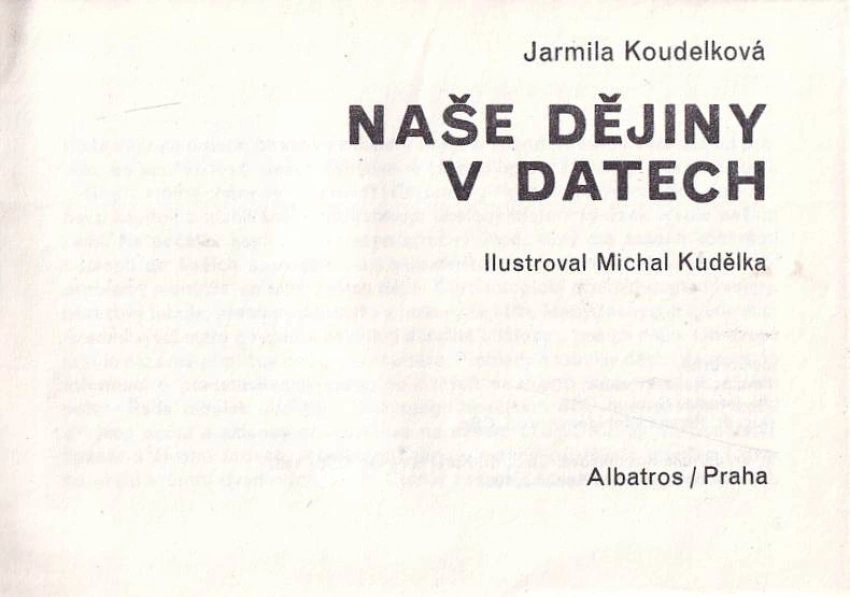 Jarmila Koudelková
NAŠE DĚJINY
V DATECH
Ilustroval Michal Kudělka
Albatros / Praha